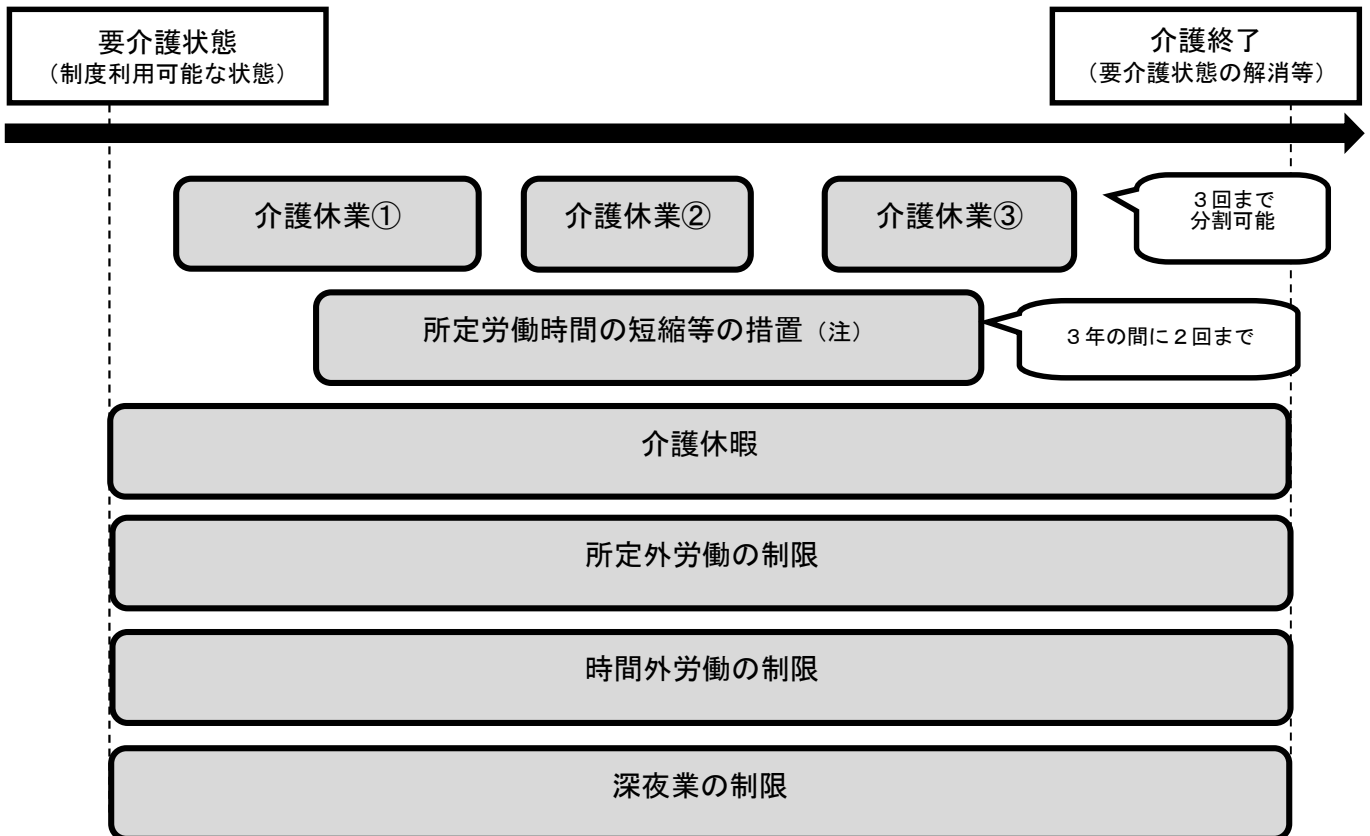 要介護状態
（制度利用可能な状態）
介護終了
（要介護状態の解消等）
介護休業①
介護休業②
介護休業③
３回まで
分割可能
所定労働時間の短縮等の措置（注）
３年の間に２回まで
介護休暇
所定外労働の制限
時間外労働の制限
深夜業の制限